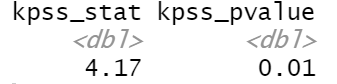 kpss_stat kpss_pvalue
<dbl> <dbl>
4.17 0.01